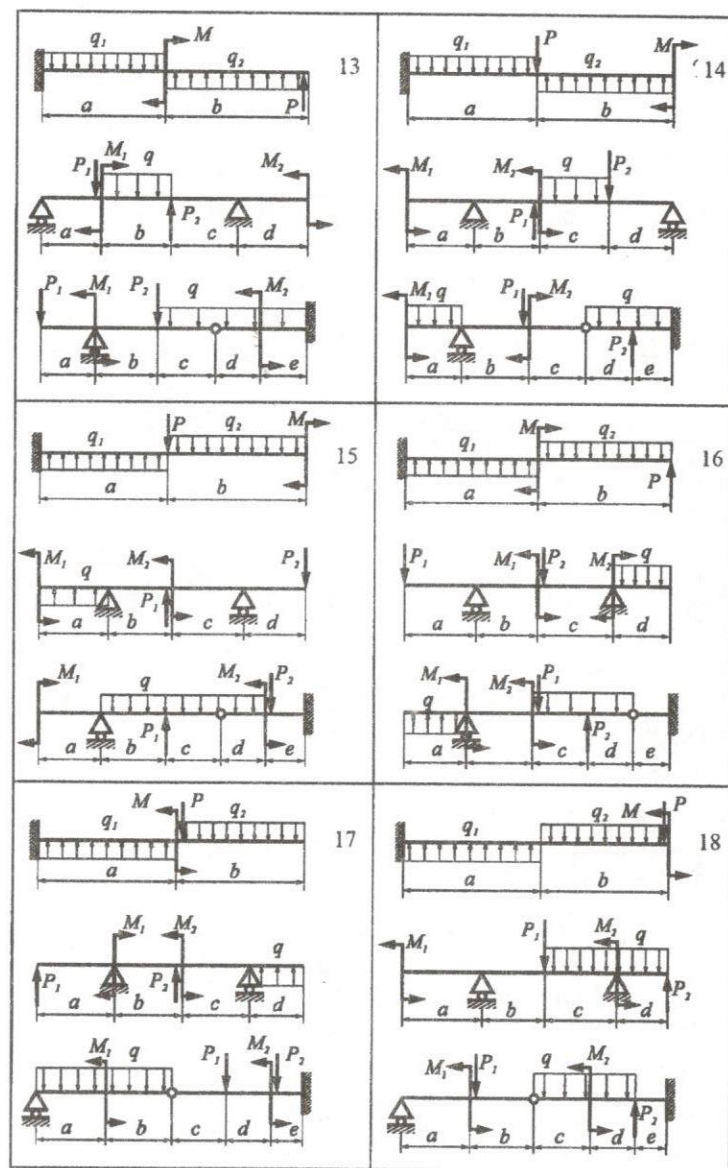 q₁ M q₂ 13
a b P
P₁ M₁ q M₂
a b P₂ c d
P₁ M₁ P₂ M₂ q
a b c d e
q₁ P q₂ M 14
a b
M₁ M₂ q P₂
a b P₁ c d
M₁ q P₁ M₂ q
a b c P₂ d e
q₁ P q₂ M 15
a b
M₁ q M₂ P₂
a b P₁ c d
M₁ q M₂ P₂
a b P₁ c d e
q₁ M q₂ 16
a b P
P₁ M₁ P₂ M₂ q
a b c d
q M₁ M₂ P₁ q
a b c P₂ d e
q₁ M P q₂ 17
a b
P₁ M₁ M₂ P₂ q
a b c d
M₁ q P₁ M₂ P₂
a b c d e
q₁ q₂ M P 18
a b
M₁ P₁ M₂ q
a b c d P₂
M₁ P₁ q M₂
a b c d P₂ e